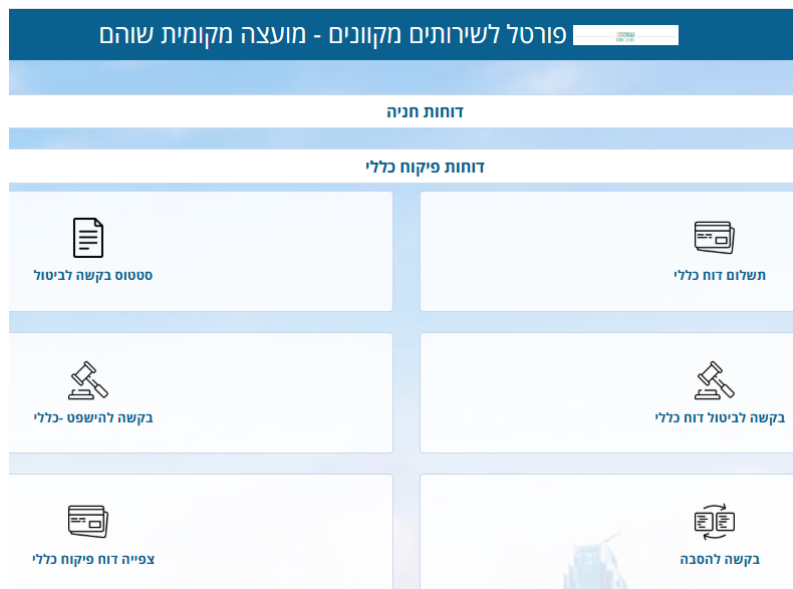 פורטל לשירותים מקוונים - מועצה מקומית שוהם
דוחות חניה
דוחות פיקוח כללי
תשלום דוח כללי
סטטוס בקשה לביטול
בקשה לביטול דוח כללי
בקשה להישפט -כללי
בקשה להסבה
צפייה דוח פיקוח כללי